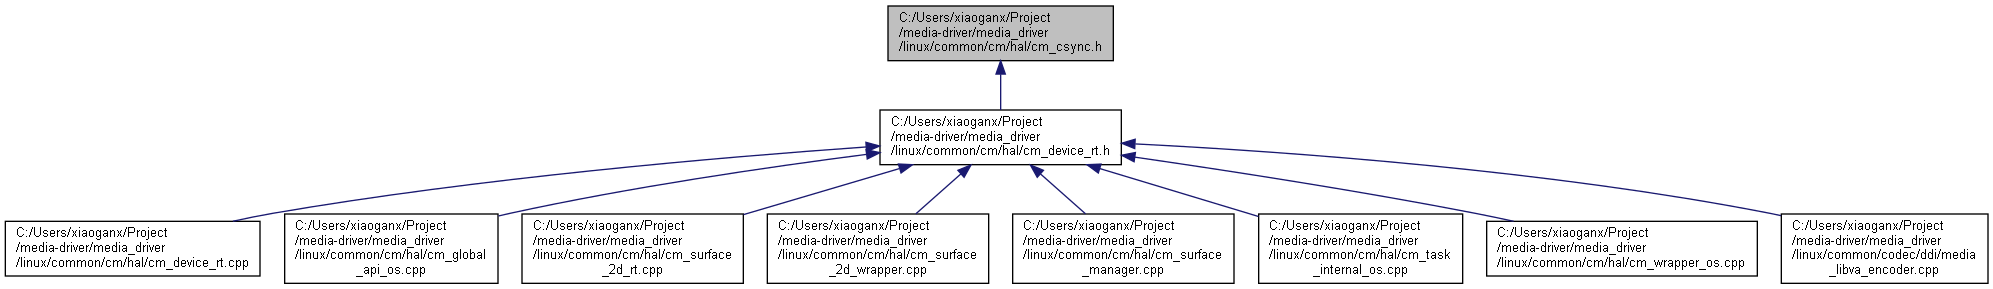 C:/Users/xiaoganx/Project
/media-driver/media_driver
/linux/common/cm/hal/cm_csync.h
C:/Users/xiaoganx/Project
/media-driver/media_driver
/linux/common/cm/hal/cm_device_rt.h
C:/Users/xiaoganx/Project
/media-driver/media_driver
/linux/common/cm/hal/cm_device_rt.cpp
C:/Users/xiaoganx/Project
/media-driver/media_driver
/linux/common/cm/hal/cm_global
_api_os.cpp
C:/Users/xiaoganx/Project
/media-driver/media_driver
/linux/common/cm/hal/cm_surface
_2d_rt.cpp
C:/Users/xiaoganx/Project
/media-driver/media_driver
/linux/common/cm/hal/cm_surface
_2d_wrapper.cpp
C:/Users/xiaoganx/Project
/media-driver/media_driver
/linux/common/cm/hal/cm_surface
_manager.cpp
C:/Users/xiaoganx/Project
/media-driver/media_driver
/linux/common/cm/hal/cm_task
_internal_os.cpp
C:/Users/xiaoganx/Project
/media-driver/media_driver
/linux/common/cm/hal/cm_wrapper_os.cpp
C:/Users/xiaoganx/Project
/media-driver/media_driver
/linux/common/codec/ddi/media
_libva_encoder.cpp